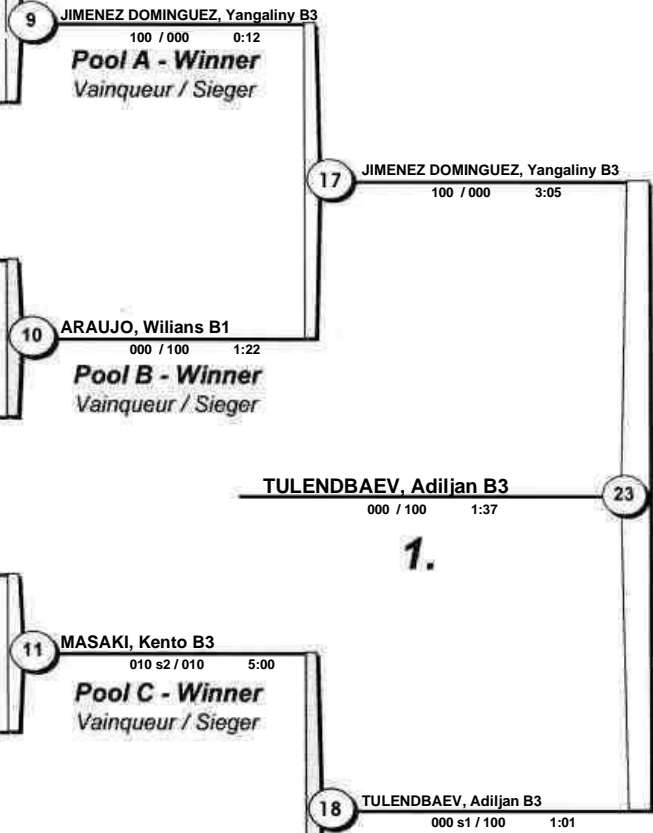 9
JIMENEZ DOMINGUEZ, Yangaliny B3
100 / 000 0:12
Pool A - Winner
Vainqueur / Sieger
17
JIMENEZ DOMINGUEZ, Yangaliny B3
100 / 000 3:05
10
ARAUJO, Wilians B1
000 / 100 1:22
Pool B - Winner
Vainqueur / Sieger
TULENDBAEV, Adiljan B3
000 / 100 1:37
23
1.
11
MASAKI, Kento B3
010 s2 / 010 5:00
Pool C - Winner
Vainqueur / Sieger
18
TULENDBAEV, Adiljan B3
000 s1 / 100 1:01